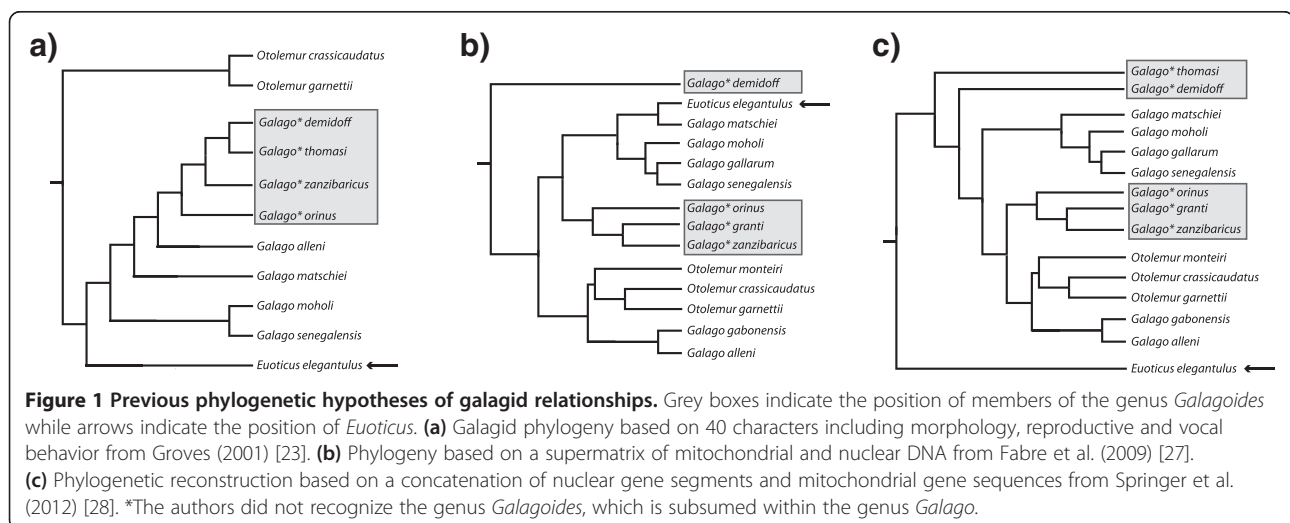 a)
Otolemur crassicaudatus
Otolemur garnettii
Galago* demidoff
Galago* thomasi
Galago* zanzibaricus
Galago* orinus
Galago alleni
Galago matschiei
Galago moholi
Galago senegalensis
Euoticus elegantulus
b)
Galago* demidoff
Euoticus elegantulus
Galago matschiei
Galago moholi
Galago gallarum
Galago senegalensis
Galago* orinus
Galago* granti
Galago* zanzibaricus
Otolemur monteiri
Otolemur crassicaudatus
Otolemur garnettii
Galago gabonensis
Galago alleni
c)
Galago* thomasi
Galago* demidoff
Galago matschiei
Galago moholi
Galago gallarum
Galago senegalensis
Galago* orinus
Galago* granti
Galago* zanzibaricus
Otolemur monteiri
Otolemur crassicaudatus
Otolemur garnettii
Galago gabonensis
Galago alleni
Euoticus elegantulus
Figure 1 Previous phylogenetic hypotheses of galagid relationships. Grey boxes indicate the position of members of the genus Galagoides
while arrows indicate the position of Euoticus. (a) Galagid phylogeny based on 40 characters including morphology, reproductive and vocal
behavior from Groves (2001) [23]. (b) Phylogeny based on a supermatrix of mitochondrial and nuclear DNA from Fabre et al. (2009) [27].
(c) Phylogenetic reconstruction based on a concatenation of nuclear gene segments and mitochondrial gene sequences from Springer et al.
(2012) [28]. *The authors did not recognize the genus Galagoides, which is subsumed within the genus Galago.